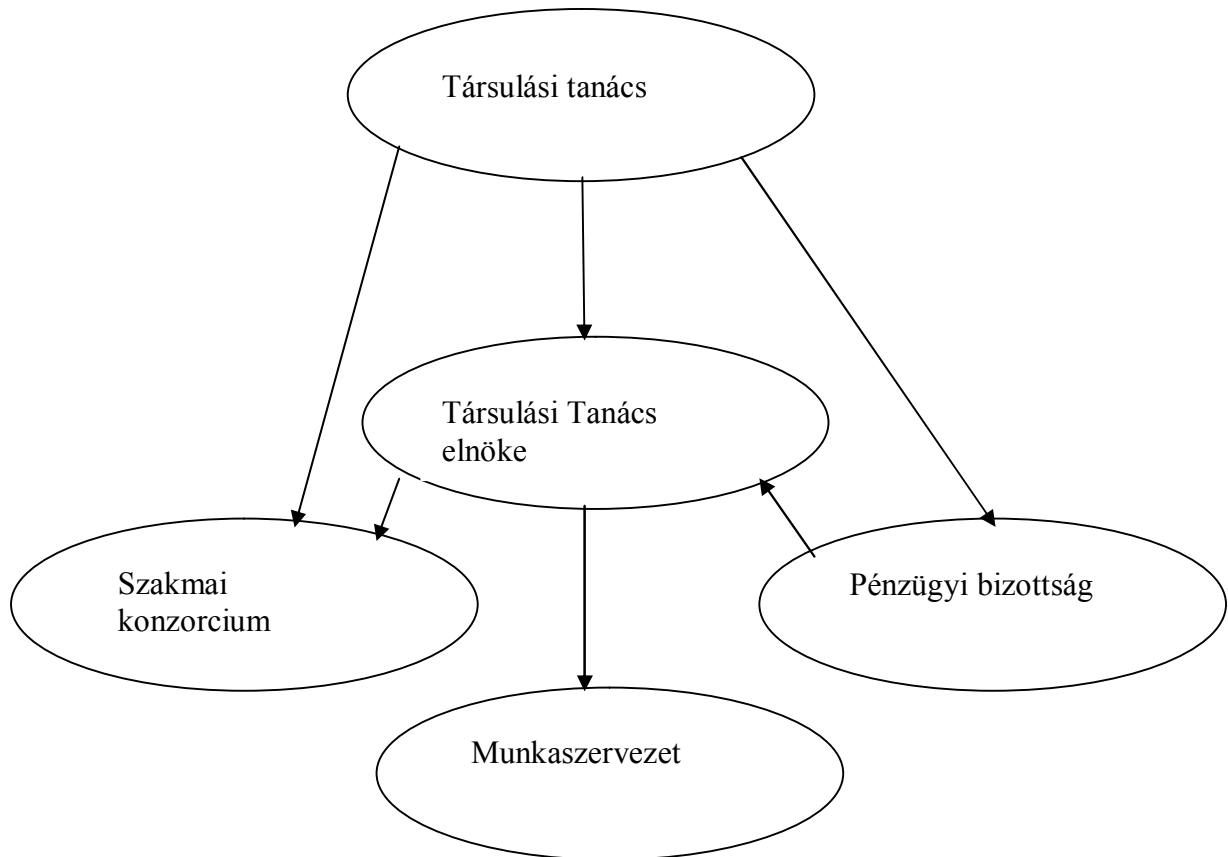 Társulási tanács
Társulási Tanács
elnöke
Szakmai
konzorcium
Pénzügyi bizottság
Munkaszervezet